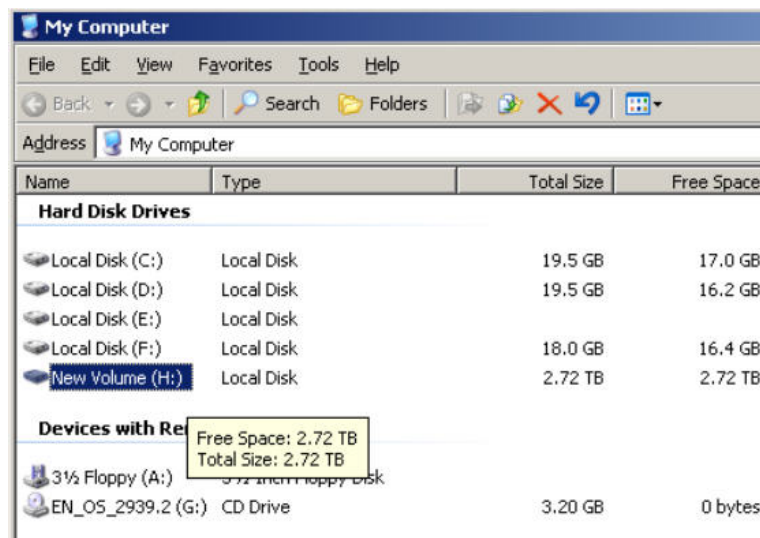 My Computer
File Edit View Favorites Tools Help
Back Search Folders
Address My Computer
Name Type Total Size Free Space
Hard Disk Drives
Local Disk (C:) Local Disk 19.5 GB 17.0 GB
Local Disk (D:) Local Disk 19.5 GB 16.2 GB
Local Disk (E:) Local Disk
Local Disk (F:) Local Disk 18.0 GB 16.4 GB
New Volume (H:) Local Disk 2.72 TB 2.72 TB
Devices with
Free Space: 2.72 TB
Total Size: 2.72 TB
3½ Floppy (A:) Disk
EN_OS_2939.2 (G:) CD Drive 3.20 GB 0 bytes